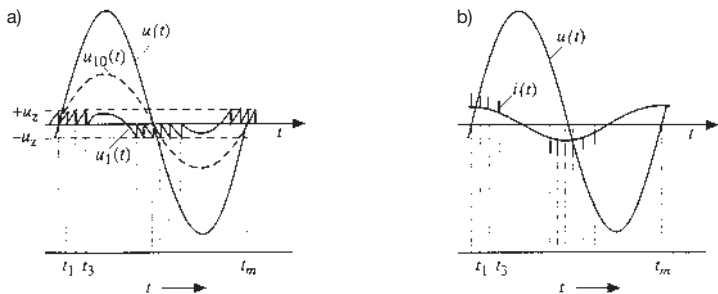 a)
u(t)
u10(t)
+uz
−uz
u1(t)
t
t1 t3
tm
t
b)
u(t)
i(t)
t
t1 t3
tm
t